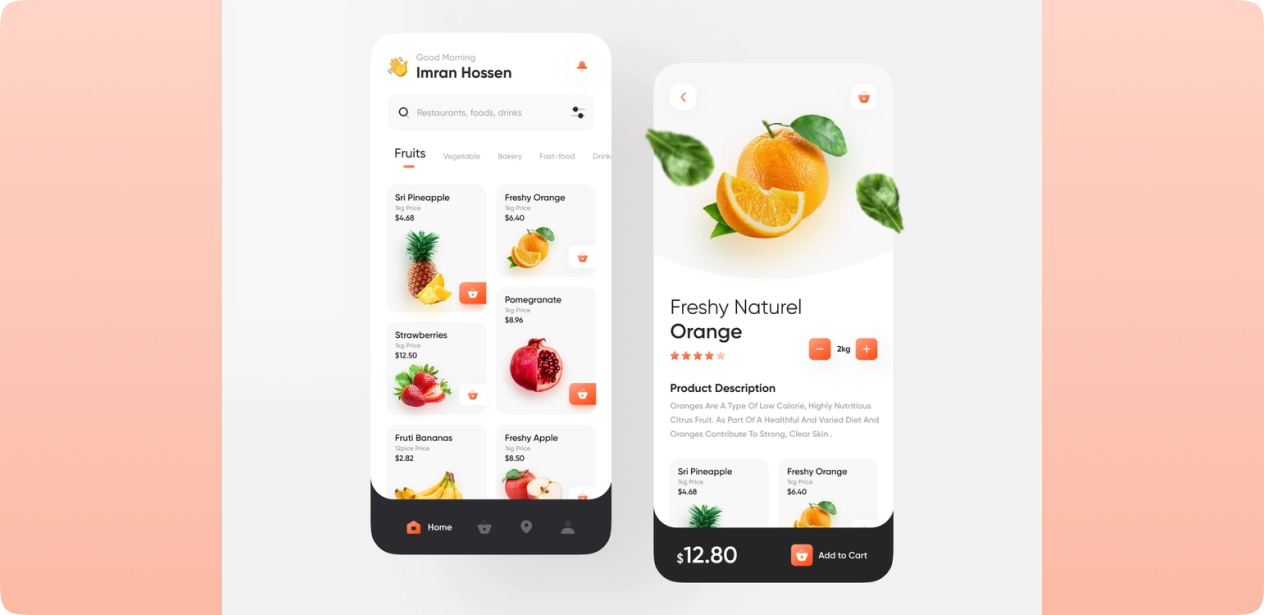 Good Morning
Imran Hossen
Restaurants, foods, drinks
Fruits
Vegetable
Bakery
Fast-food
Drink
Sri Pineapple
1kg Price
$4.68
Freshy Orange
1kg Price
$6.40
Pomegranate
1kg Price
$8.96
Strawberries
1kg Price
$12.50
Fruti Bananas
12pice Price
$2.82
Freshy Apple
1kg Price
$8.50
Home
Freshy Naturel
Orange
2kg
Product Description
Oranges Are A Type Of Low Calorie, Highly Nutritious
Citrus Fruit. As Part Of A Healthful And Varied Diet And
Oranges Contribute To Strong, Clear Skin .
Sri Pineapple
1kg Price
$4.68
Freshy Orange
1kg Price
$6.40
$12.80
Add to Cart